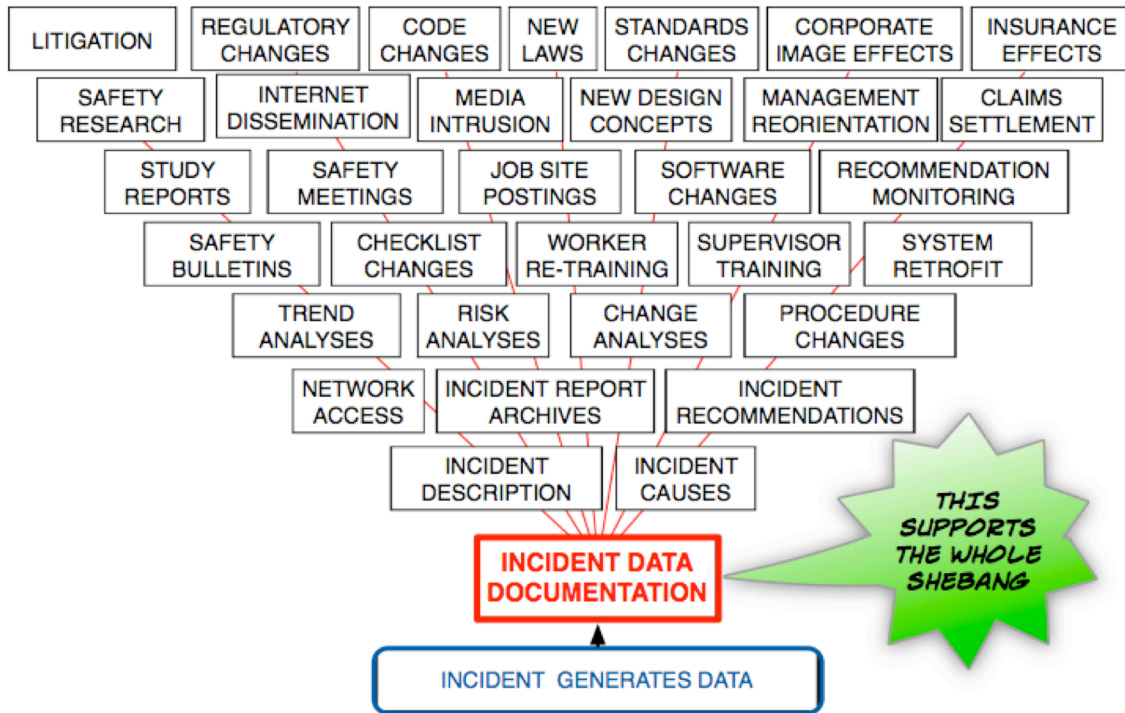 LITIGATION
REGULATORY
CHANGES
CODE
CHANGES
NEW
LAWS
STANDARDS
CHANGES
CORPORATE
IMAGE EFFECTS
INSURANCE
EFFECTS
SAFETY
RESEARCH
INTERNET
DISSEMINATION
MEDIA
INTRUSION
NEW DESIGN
CONCEPTS
MANAGEMENT
REORIENTATION
CLAIMS
SETTLEMENT
STUDY
REPORTS
SAFETY
MEETINGS
JOB SITE
POSTINGS
SOFTWARE
CHANGES
RECOMMENDATION
MONITORING
SAFETY
BULLETINS
CHECKLIST
CHANGES
WORKER
RE-TRAINING
SUPERVISOR
TRAINING
SYSTEM
RETROFIT
TREND
ANALYSES
RISK
ANALYSES
CHANGE
ANALYSES
PROCEDURE
CHANGES
NETWORK
ACCESS
INCIDENT REPORT
ARCHIVES
INCIDENT
RECOMMENDATIONS
INCIDENT
DESCRIPTION
INCIDENT
CAUSES
THIS
SUPPORTS
THE WHOLE
SHEBANG
INCIDENT DATA
DOCUMENTATION
INCIDENT GENERATES DATA